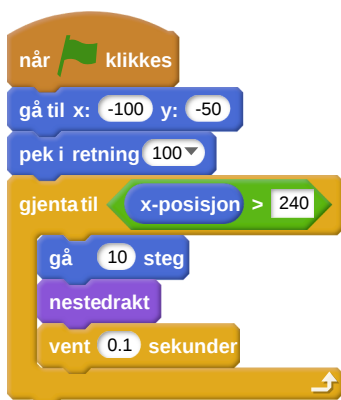 når klikkes
gå til x: -100 y: -50
pek i retning 100
gjenta til x-posisjon > 240
gå 10 steg
nestedrakt
vent 0.1 sekunder